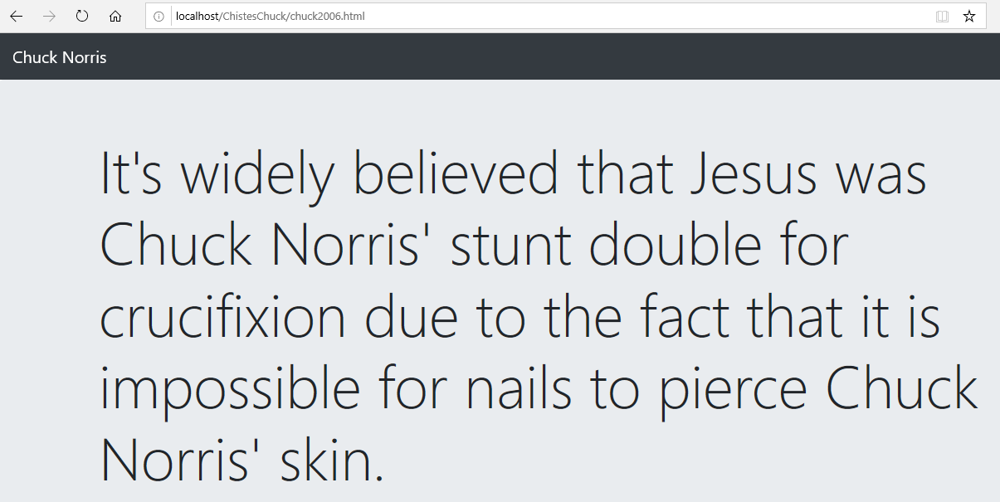 localhost/ChistesChuck/chuck2006.html
Chuck Norris
It's widely believed that Jesus was
Chuck Norris' stunt double for
crucifixion due to the fact that it is
impossible for nails to pierce Chuck
Norris' skin.